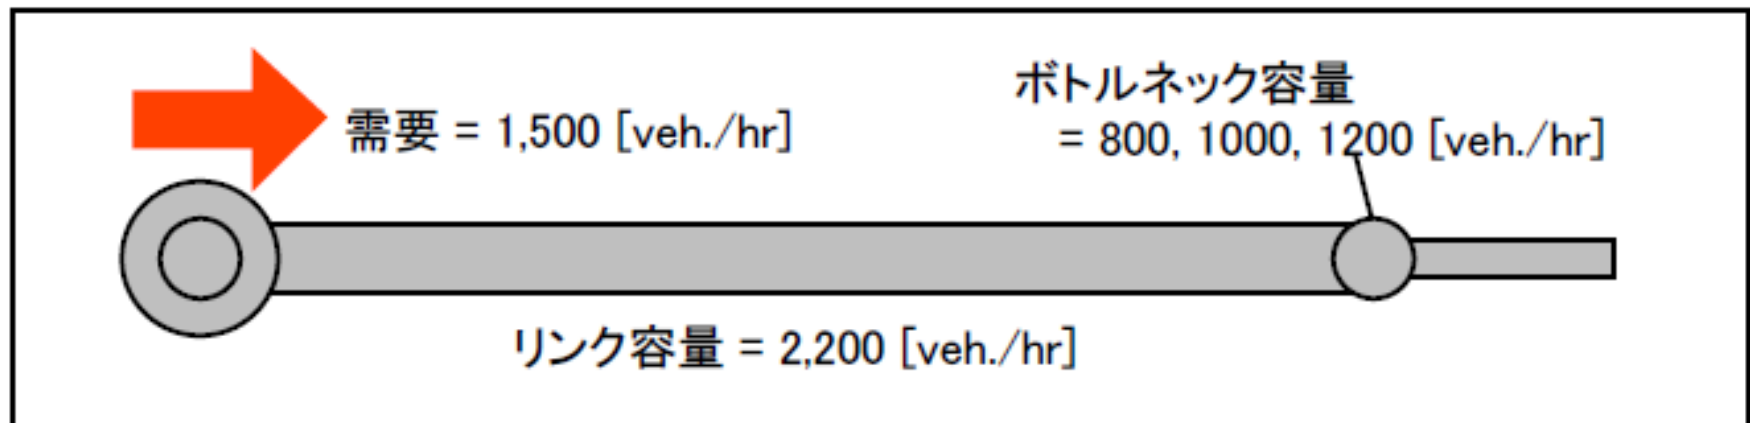 需要 = 1,500 [veh./hr]
ボトルネック容量
= 800, 1000, 1200 [veh./hr]
リンク容量 = 2,200 [veh./hr]